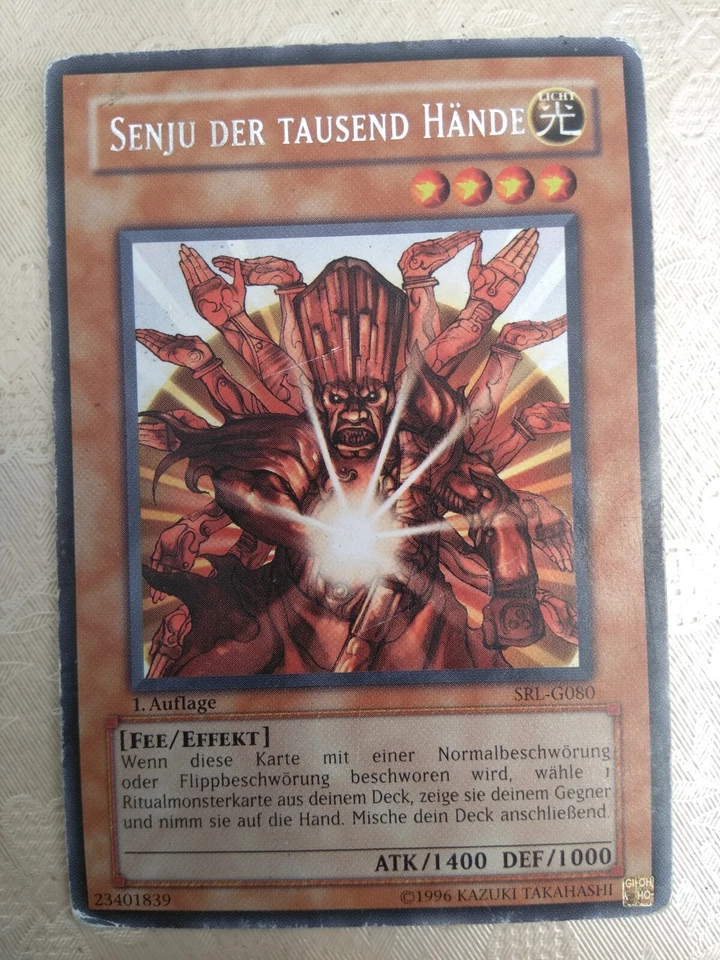 SENJU DER TAUSEND HÄNDE
LICHT
光
1. Auflage
SRL-G080
[FEE/EFFEKT]
Wenn diese Karte mit einer Normalbeschwörung
oder Flippbeschwörung beschworen wird, wähle 1
Ritualmonsterkarte aus deinem Deck, zeige sie deinem Gegner
und nimm sie auf die Hand. Mische dein Deck anschließend.
ATK/1400 DEF/1000
23401839
©1996 KAZUKI TAKAHASHI